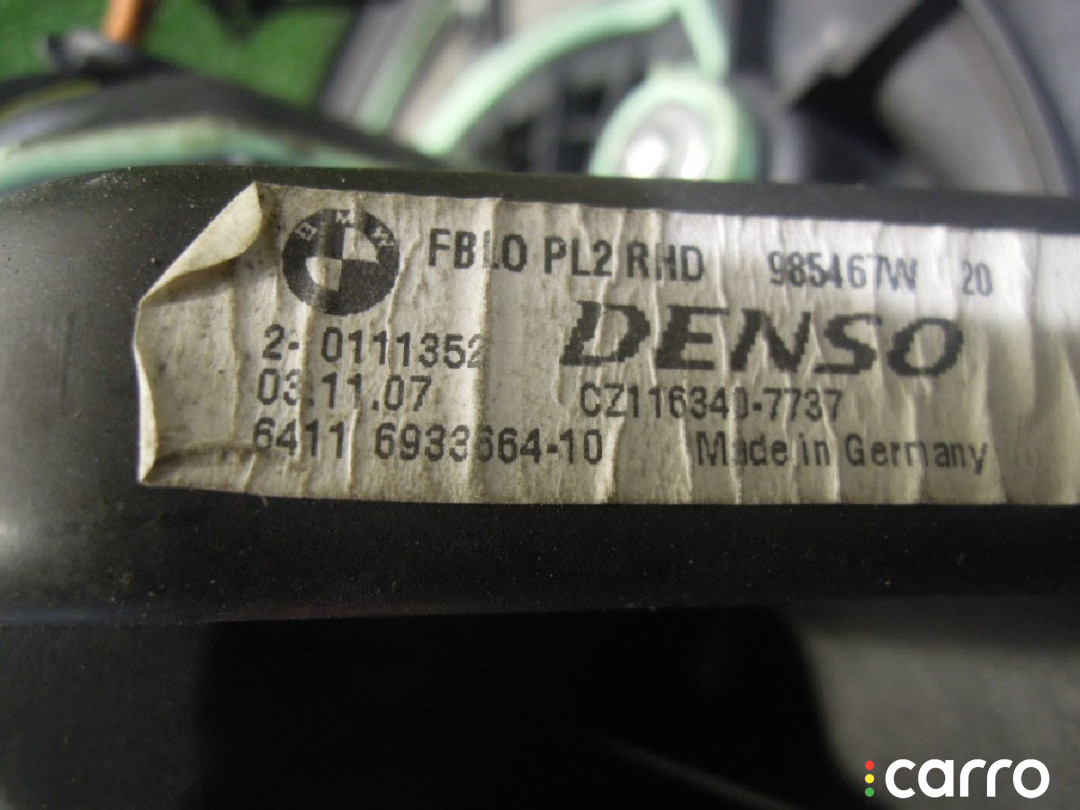 BMW
FBLO PL2 RHD 985467W 20
2- 0111352 DENSO
03.11.07 CZ116340-7737
6411 6933664-10 Made in Germany
carro